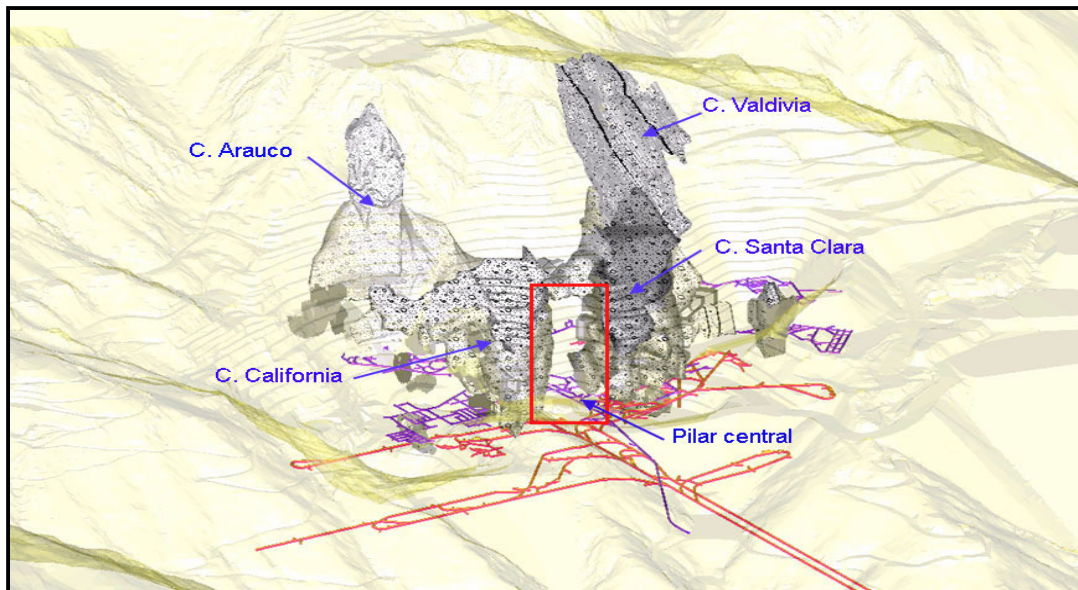 C. Valdivia
C. Arauco
C. Santa Clara
C. California
Pilar central